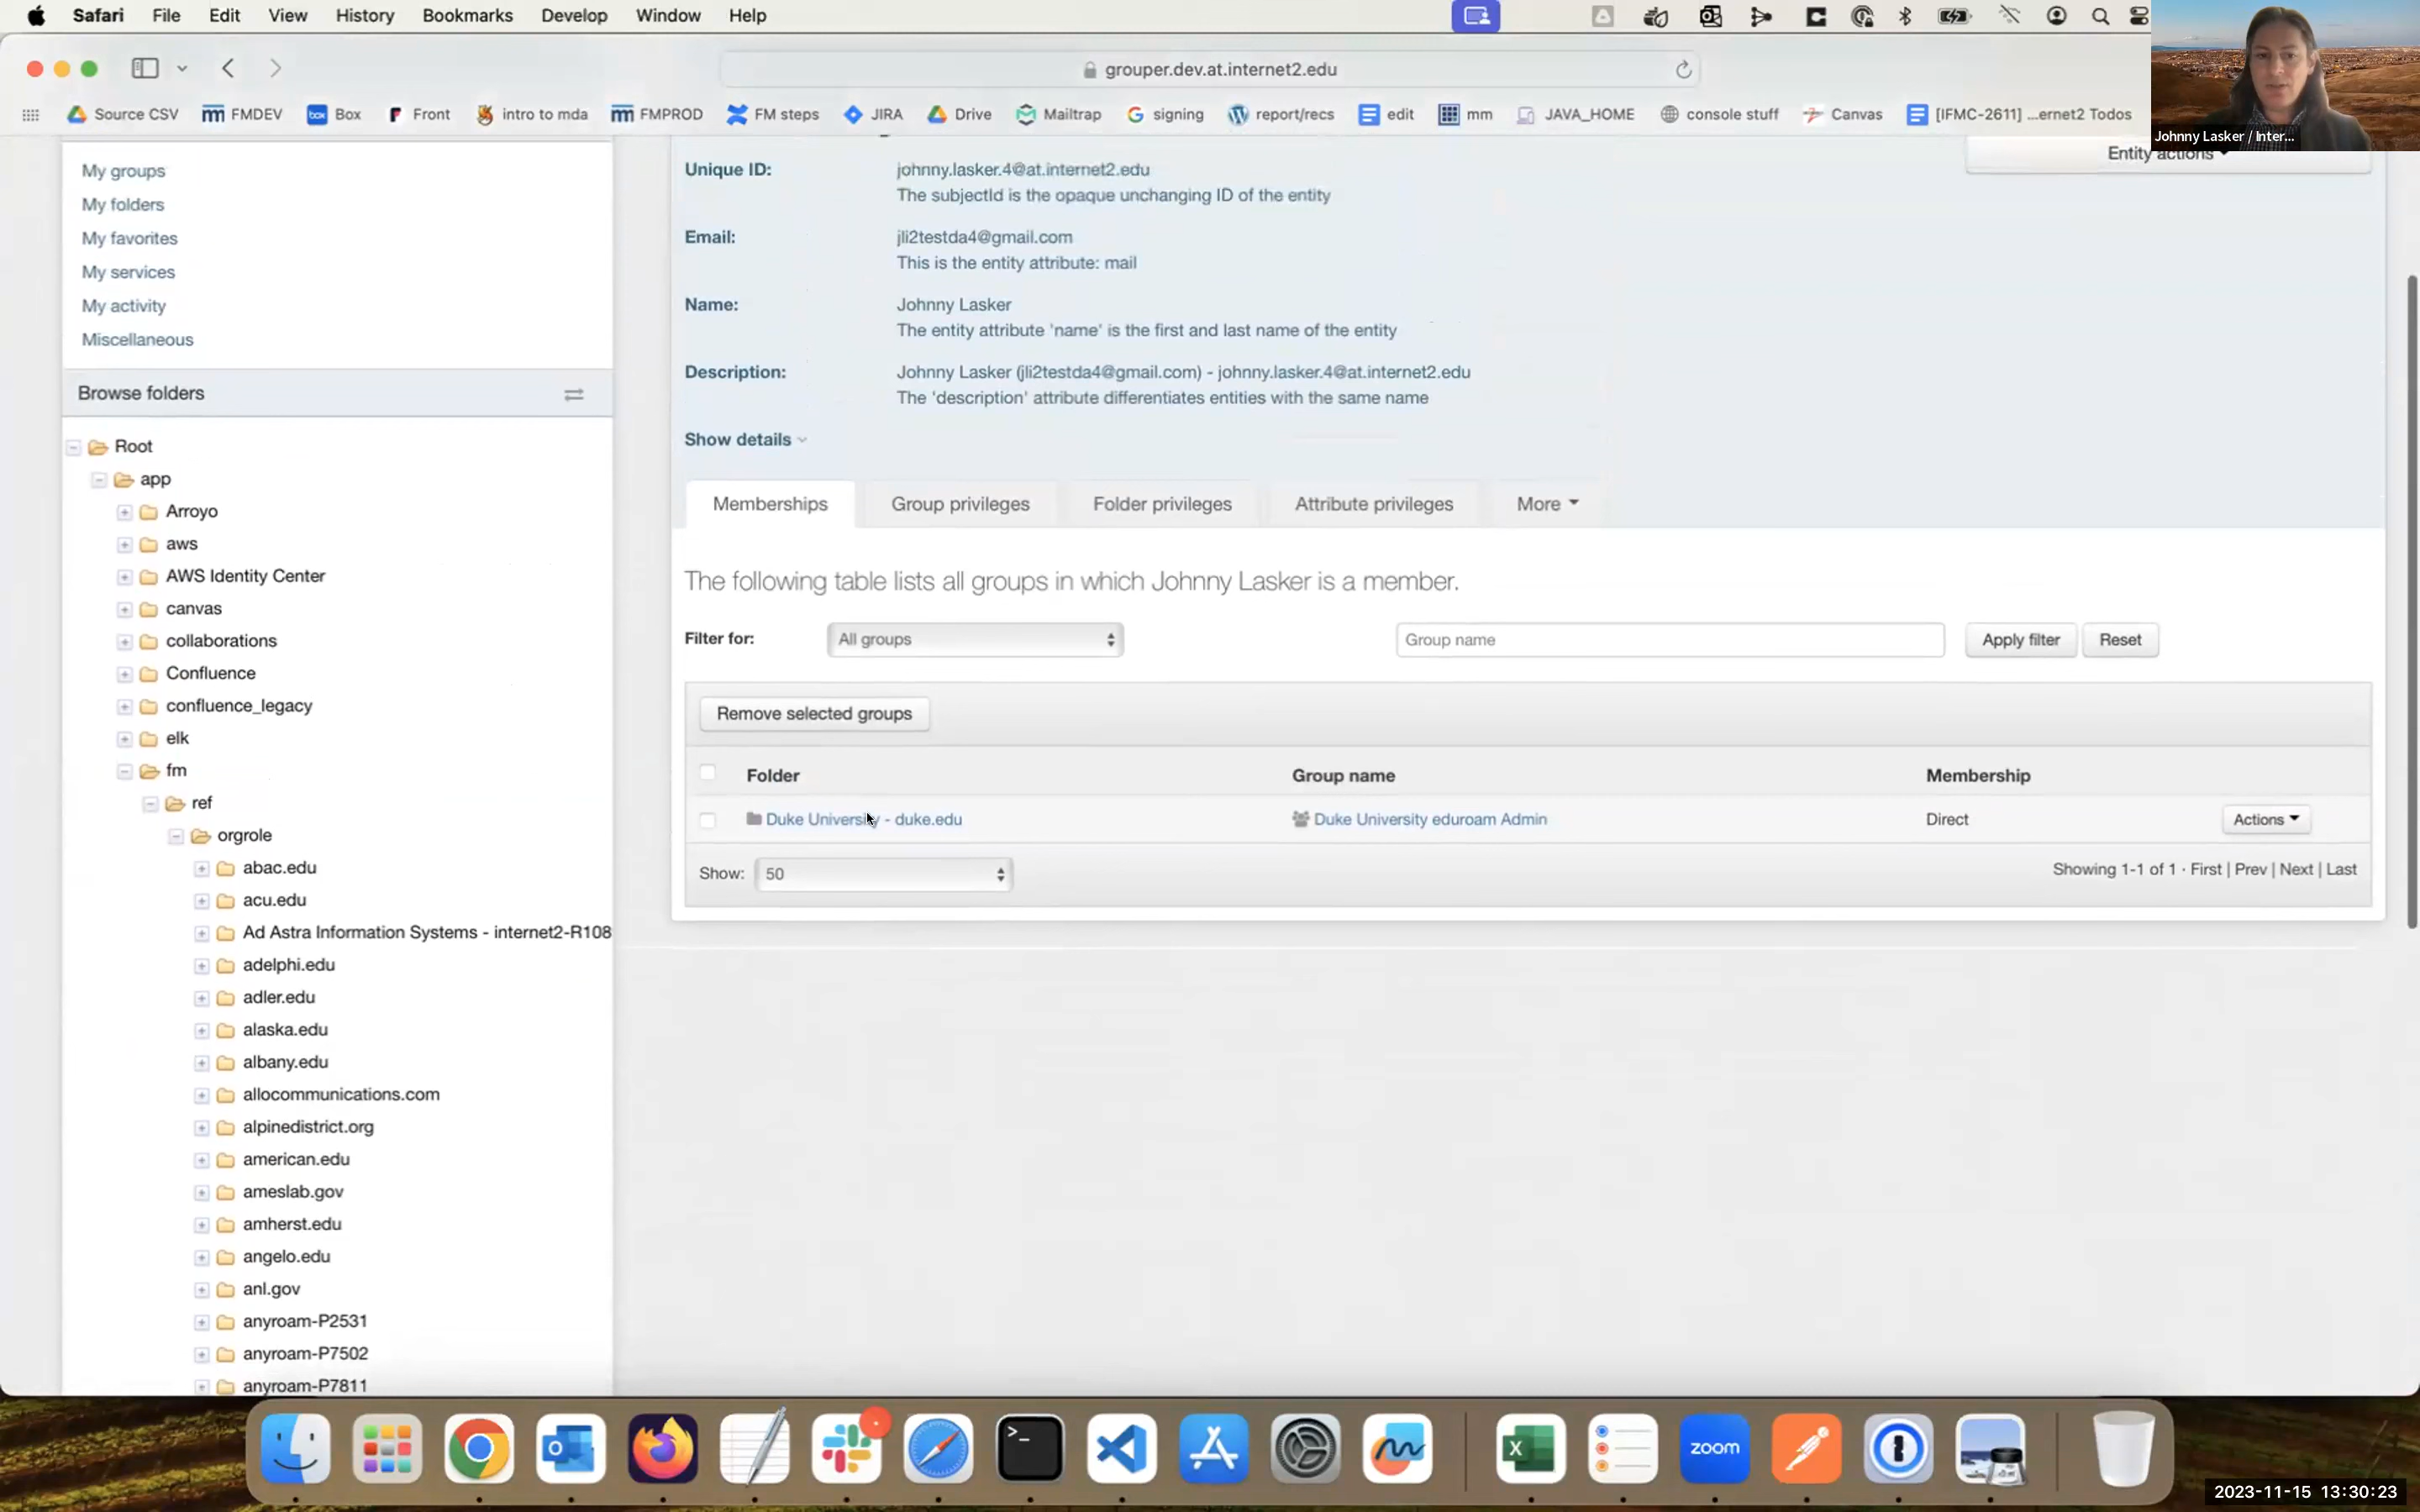 Safari File Edit View History Bookmarks Develop Window Help
grouper.dev.at.internet2.edu
Source CSV FMDEV Box Front intro to mda FMPROD FM steps JIRA Drive Mailtrap signing report/recs edit mm JAVA_HOME console stuff Canvas [IFMC-2611] ...ernet2 Todos
Johnny Lasker / Inter...
My groups
My folders
My favorites
My services
My activity
Miscellaneous
Browse folders
Root
app
Arroyo
aws
AWS Identity Center
canvas
collaborations
Confluence
confluence_legacy
elk
fm
ref
orgrole
abac.edu
acu.edu
Ad Astra Information Systems - internet2-R108
adelphi.edu
adler.edu
alaska.edu
albany.edu
allocommunications.com
alpinedistrict.org
american.edu
ameslab.gov
amherst.edu
angelo.edu
anl.gov
anyroam-P2531
anyroam-P7502
anyroam-P7811
Entity actions
Unique ID: johnny.lasker.4@at.internet2.edu
The subjectId is the opaque unchanging ID of the entity
Email: jli2testda4@gmail.com
This is the entity attribute: mail
Name: Johnny Lasker
The entity attribute 'name' is the first and last name of the entity
Description: Johnny Lasker (jli2testda4@gmail.com) - johnny.lasker.4@at.internet2.edu
The 'description' attribute differentiates entities with the same name
Show details
Memberships Group privileges Folder privileges Attribute privileges More
The following table lists all groups in which Johnny Lasker is a member.
Filter for: All groups Group name Apply filter Reset
Remove selected groups
Folder Group name Membership
Duke University - duke.edu Duke University eduroam Admin Direct Actions
Show: 50 Showing 1-1 of 1 · First | Prev | Next | Last
zoom
2023-11-15 13:30:23